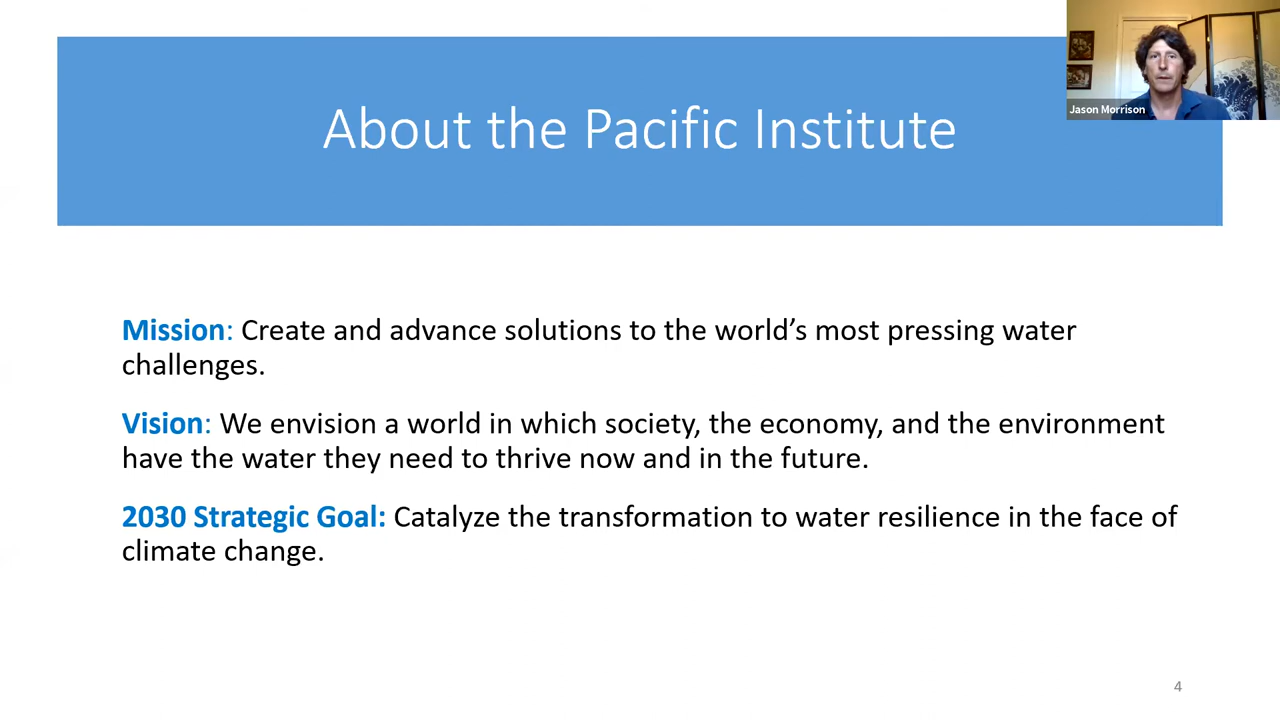 About the Pacific Institute
Jason Morrison
Mission: Create and advance solutions to the world’s most pressing water
challenges.
Vision: We envision a world in which society, the economy, and the environment
have the water they need to thrive now and in the future.
2030 Strategic Goal: Catalyze the transformation to water resilience in the face of
climate change.
4